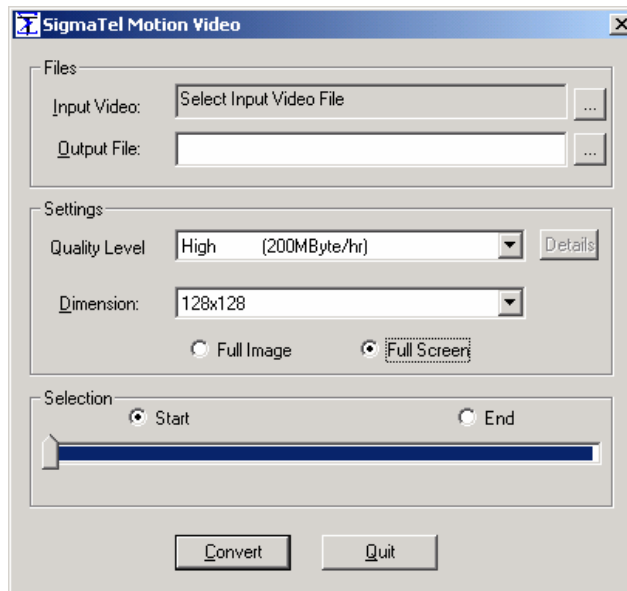 SigmaTel Motion Video
Files
Input Video: Select Input Video File ...
Output File: ...
Settings
Quality Level High (200MByte/hr) Details
Dimension: 128x128
Full Image Full Screen
Selection
Start End
Convert Quit